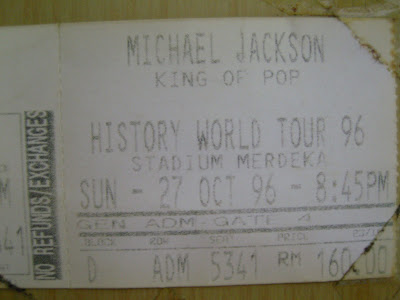 MICHAEL JACKSON
KING OF POP
HISTORY WORLD TOUR 96
STADIUM MERDEKA
SUN - 27 OCT 96 - 8:45PM
GEN ADM-GATE 4
BLOCK ROW SEAT PRICE
D ADM 5341 RM 160.00
NO REFUNDS/EXCHANGES